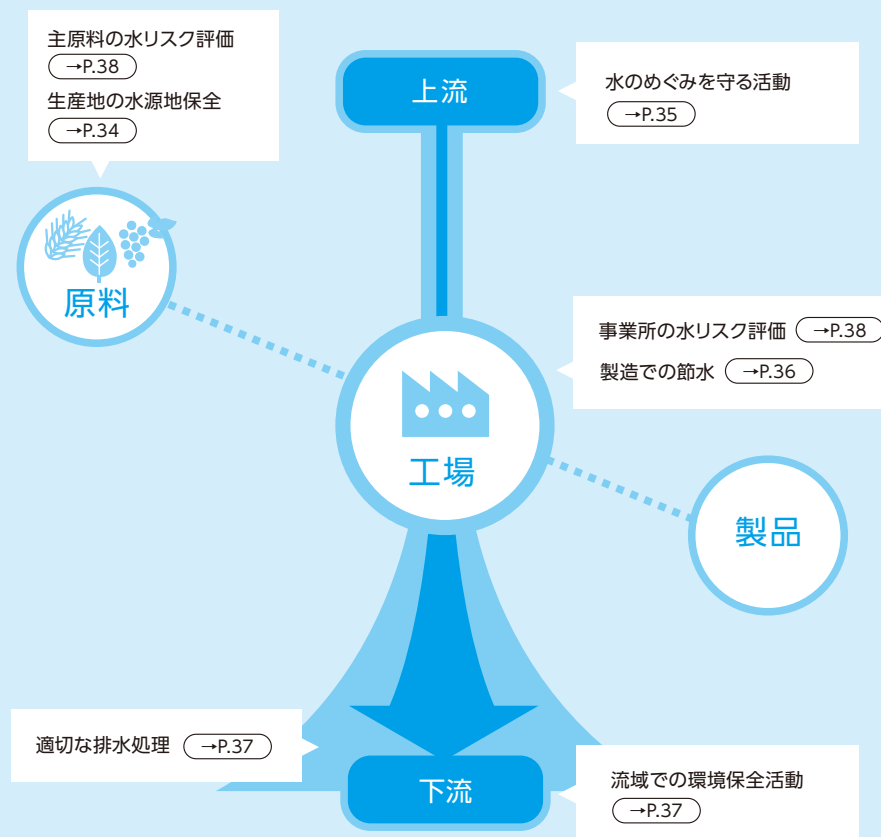 主原料の水リスク評価
→P.38
生産地の水源地保全
→P.34
上流
水のめぐみを守る活動
→P.35
原料
事業所の水リスク評価 →P.38
製造での節水 →P.36
工場
製品
適切な排水処理 →P.37
下流
流域での環境保全活動
→P.37